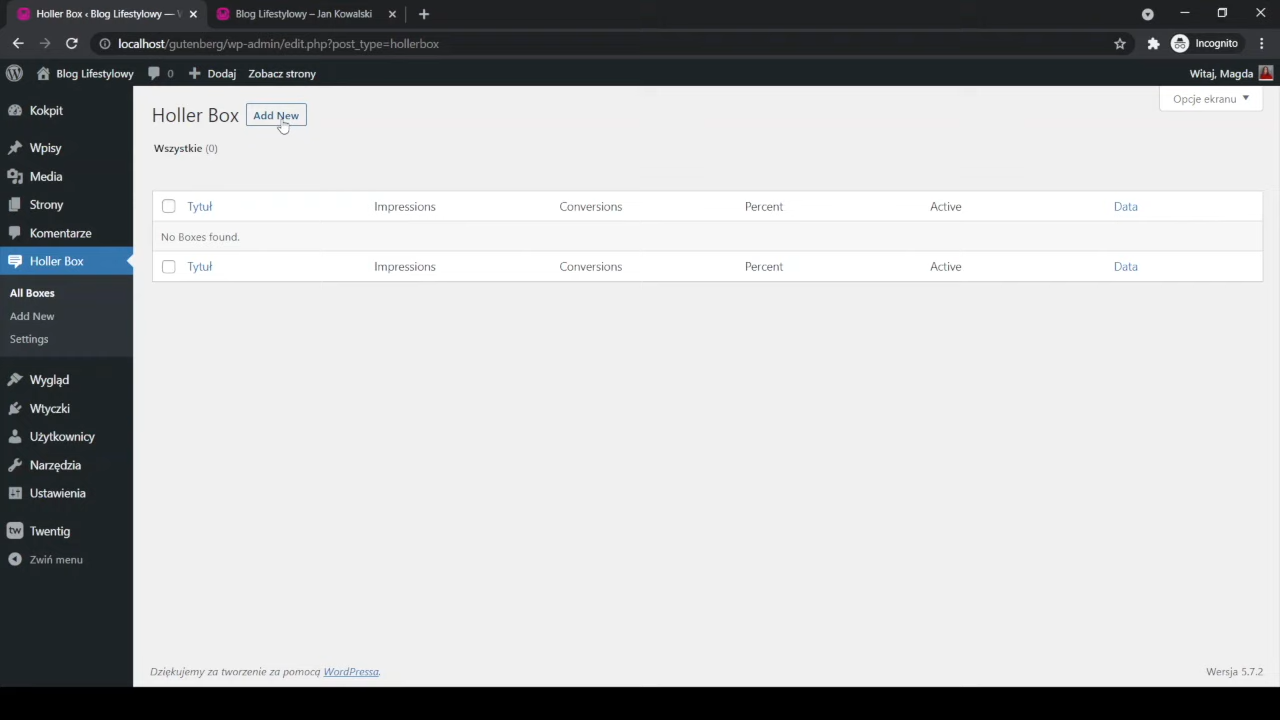 Holler Box ‹ Blog Lifestylowy — W
Blog Lifestylowy – Jan Kowalski
localhost/gutenberg/wp-admin/edit.php?post_type=hollerbox
Incognito
Blog Lifestylowy
0
Dodaj
Zobacz strony
Witaj, Magda
Kokpit
Wpisy
Media
Strony
Komentarze
Holler Box
All Boxes
Add New
Settings
Wygląd
Wtyczki
Użytkownicy
Narzędzia
Ustawienia
tw Twentig
Zwiń menu
Opcje ekranu
Holler Box
Add New
Wszystkie (0)
Tytuł Impressions Conversions Percent Active Data
No Boxes found.
Tytuł Impressions Conversions Percent Active Data
Dziękujemy za tworzenie za pomocą WordPressa.
Wersja 5.7.2